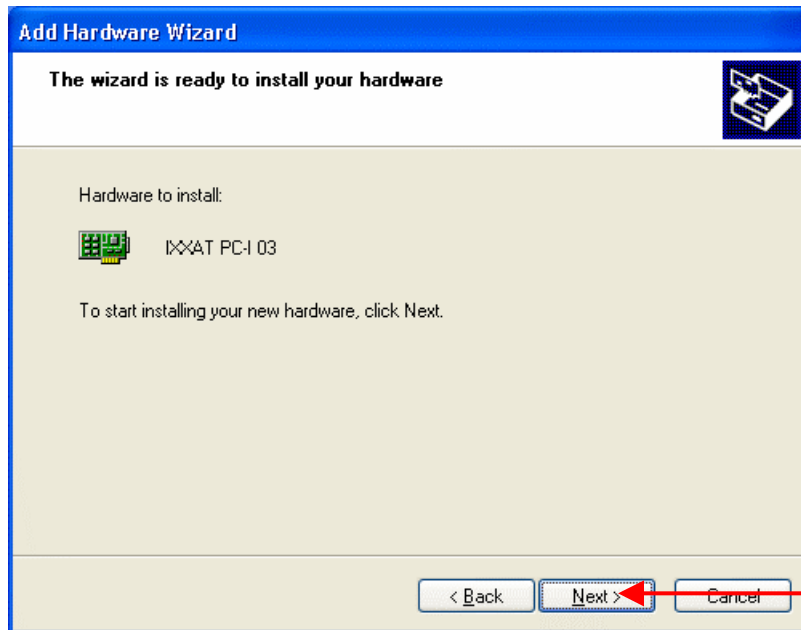 Add Hardware Wizard
The wizard is ready to install your hardware
Hardware to install:
IXXAT PC-I 03
To start installing your new hardware, click Next.
< Back Next > Cancel